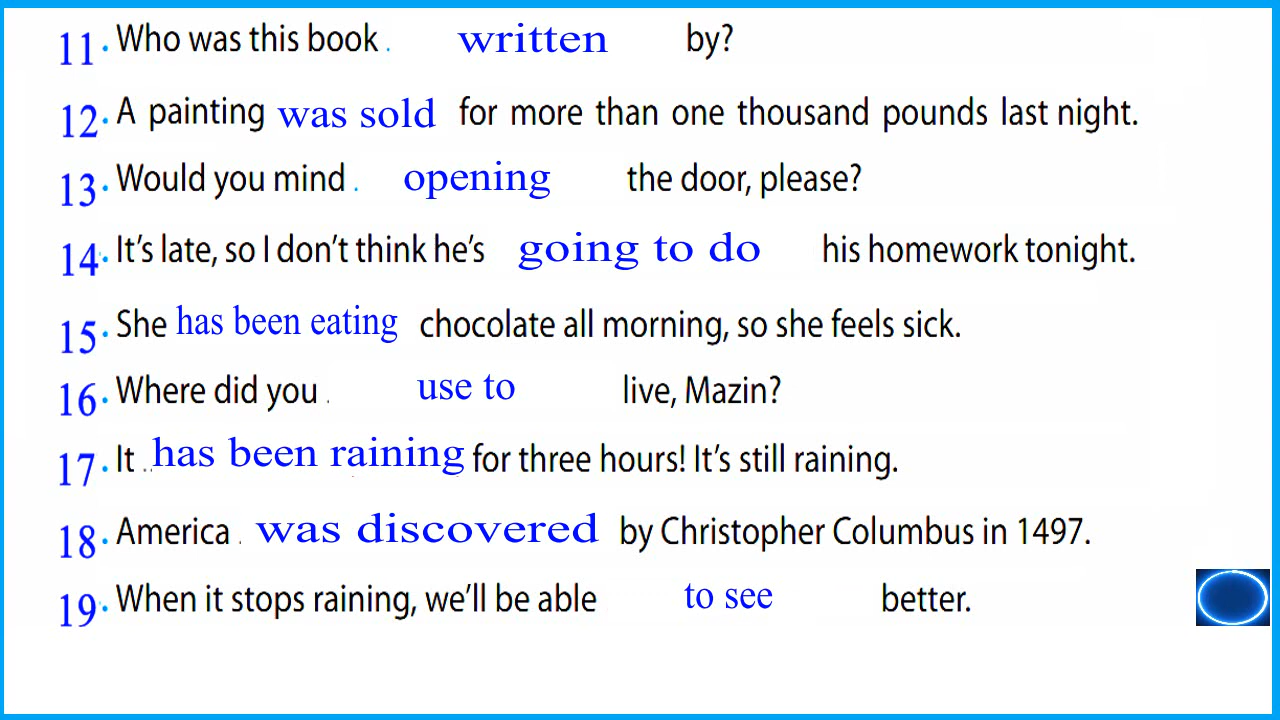 11. Who was this book . written by?
12. A painting was sold for more than one thousand pounds last night.
13. Would you mind . opening the door, please?
14. It's late, so I don't think he's going to do his homework tonight.
15. She has been eating chocolate all morning, so she feels sick.
16. Where did you . use to live, Mazin?
17. It ..has been raining for three hours! It's still raining.
18. America . was discovered by Christopher Columbus in 1497.
19. When it stops raining, we'll be able to see better.